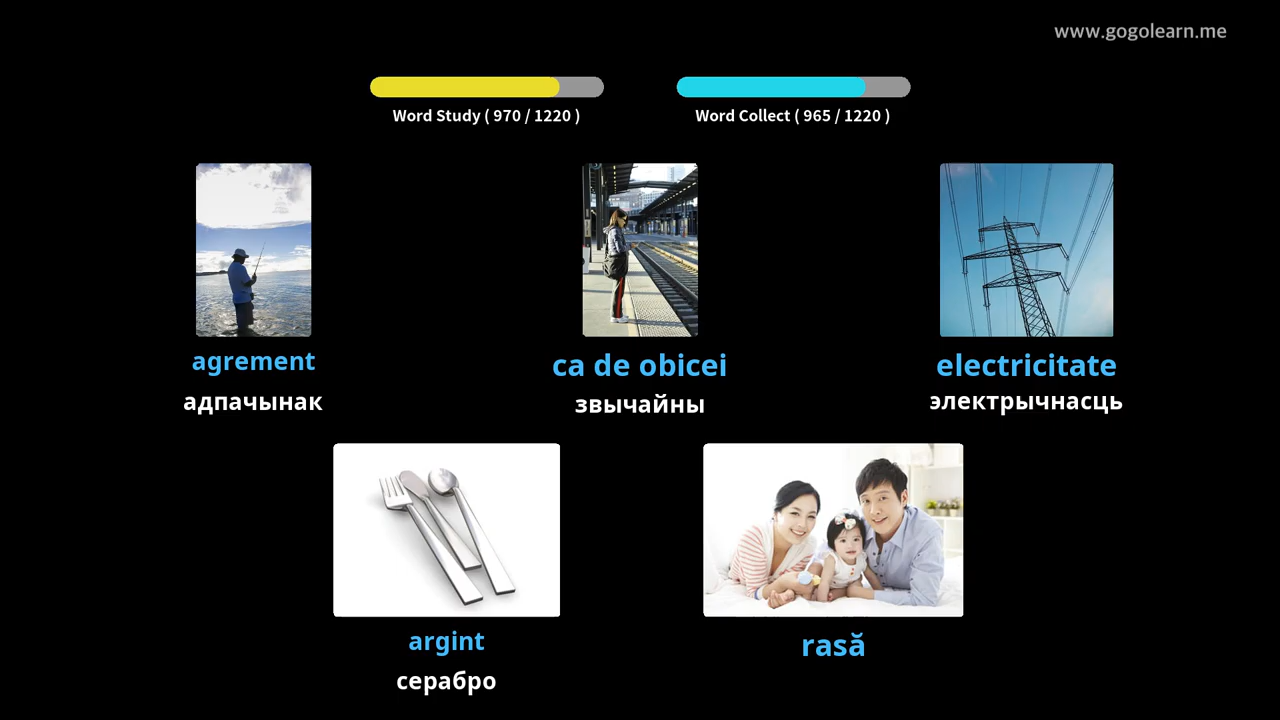 www.gogolearn.me
Word Study ( 970 / 1220 )
Word Collect ( 965 / 1220 )
agrement
адпачынак
ca de obicei
звычайны
electricitate
электрычнасць
argint
серабро
rasă